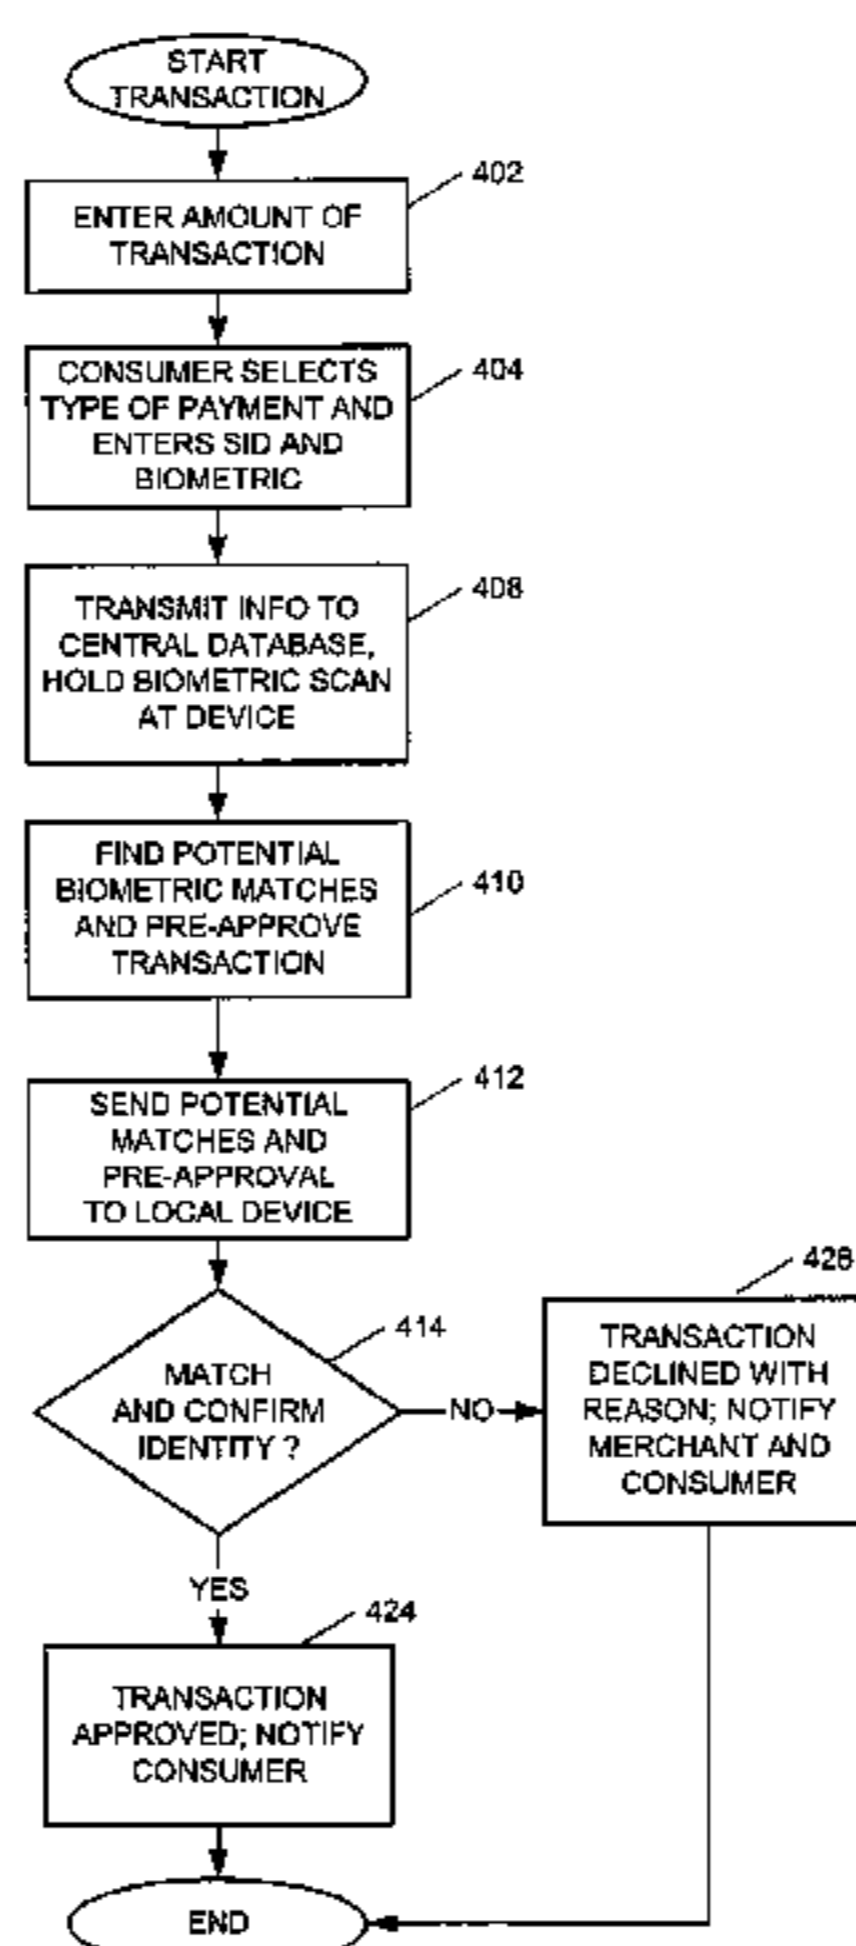 START
TRANSACTION
402
ENTER AMOUNT OF
TRANSACTION
404
CONSUMER SELECTS
TYPE OF PAYMENT AND
ENTERS SID AND
BIOMETRIC
408
TRANSMIT INFO TO
CENTRAL DATABASE,
HOLD BIOMETRIC SCAN
AT DEVICE
410
FIND POTENTIAL
BIOMETRIC MATCHES
AND PRE-APPROVE
TRANSACTION
412
SEND POTENTIAL
MATCHES AND
PRE-APPROVAL
TO LOCAL DEVICE
414
MATCH
AND CONFIRM
IDENTITY ?
NO
428
TRANSACTION
DECLINED WITH
REASON; NOTIFY
MERCHANT AND
CONSUMER
YES
424
TRANSACTION
APPROVED; NOTIFY
CONSUMER
END